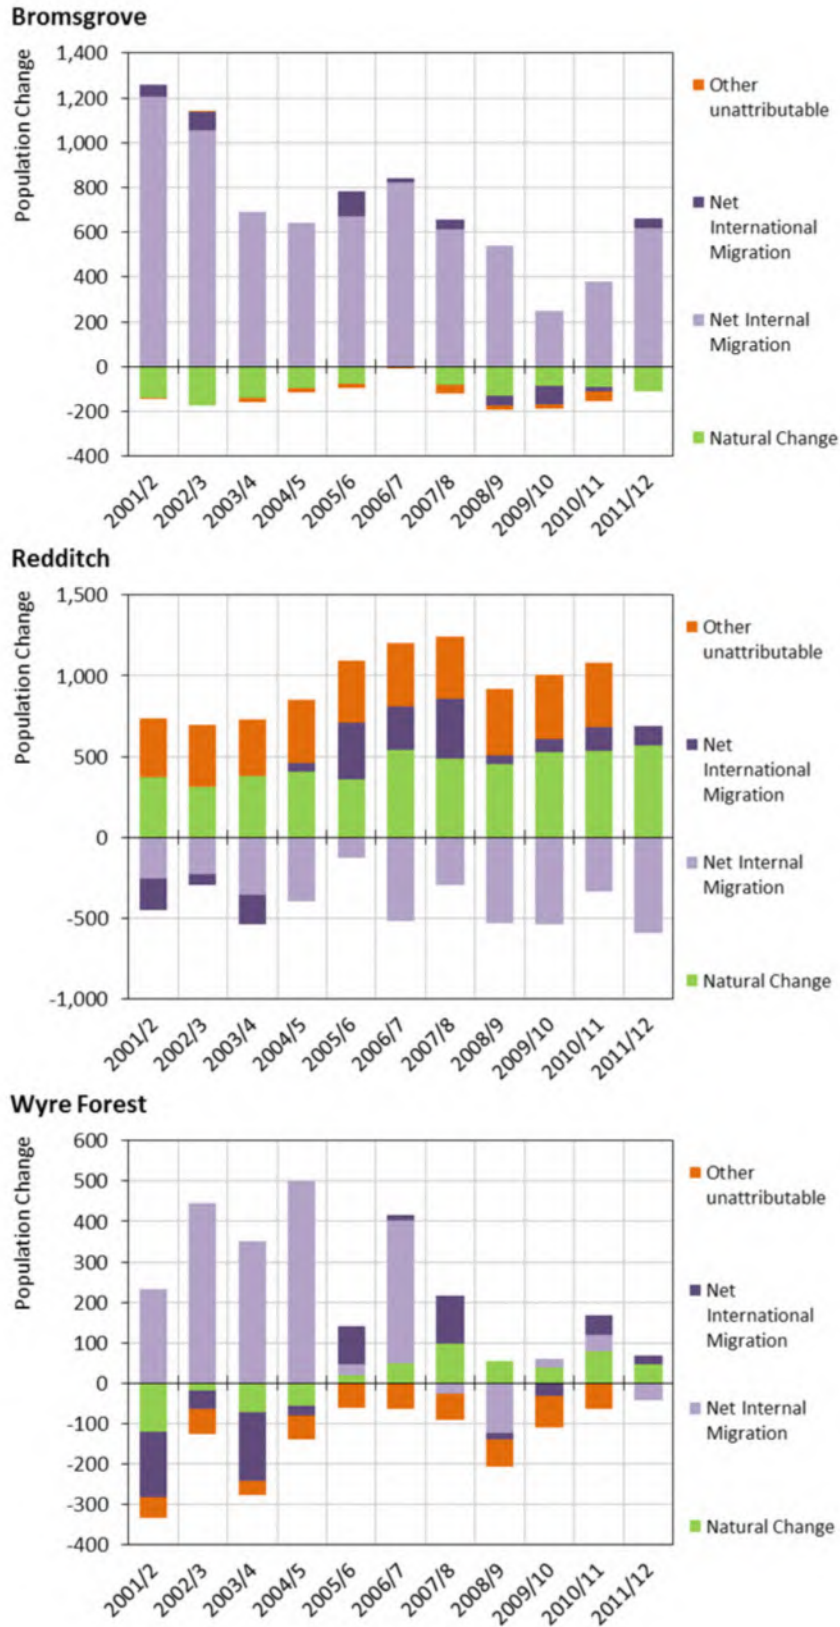 Bromsgrove
Population Change
1,400
1,200
1,000
800
600
400
200
0
-200
-400
2001/2
2002/3
2003/4
2004/5
2005/6
2006/7
2007/8
2008/9
2009/10
2010/11
2011/12
Other
unattributable
Net
International
Migration
Net Internal
Migration
Natural Change
Redditch
Population Change
1,500
1,000
500
0
-500
-1,000
2001/2
2002/3
2003/4
2004/5
2005/6
2006/7
2007/8
2008/9
2009/10
2010/11
2011/12
Other
unattributable
Net
International
Migration
Net Internal
Migration
Natural Change
Wyre Forest
Population Change
600
500
400
300
200
100
0
-100
-200
-300
-400
2001/2
2002/3
2003/4
2004/5
2005/6
2006/7
2007/8
2008/9
2009/10
2010/11
2011/12
Other
unattributable
Net
International
Migration
Net Internal
Migration
Natural Change